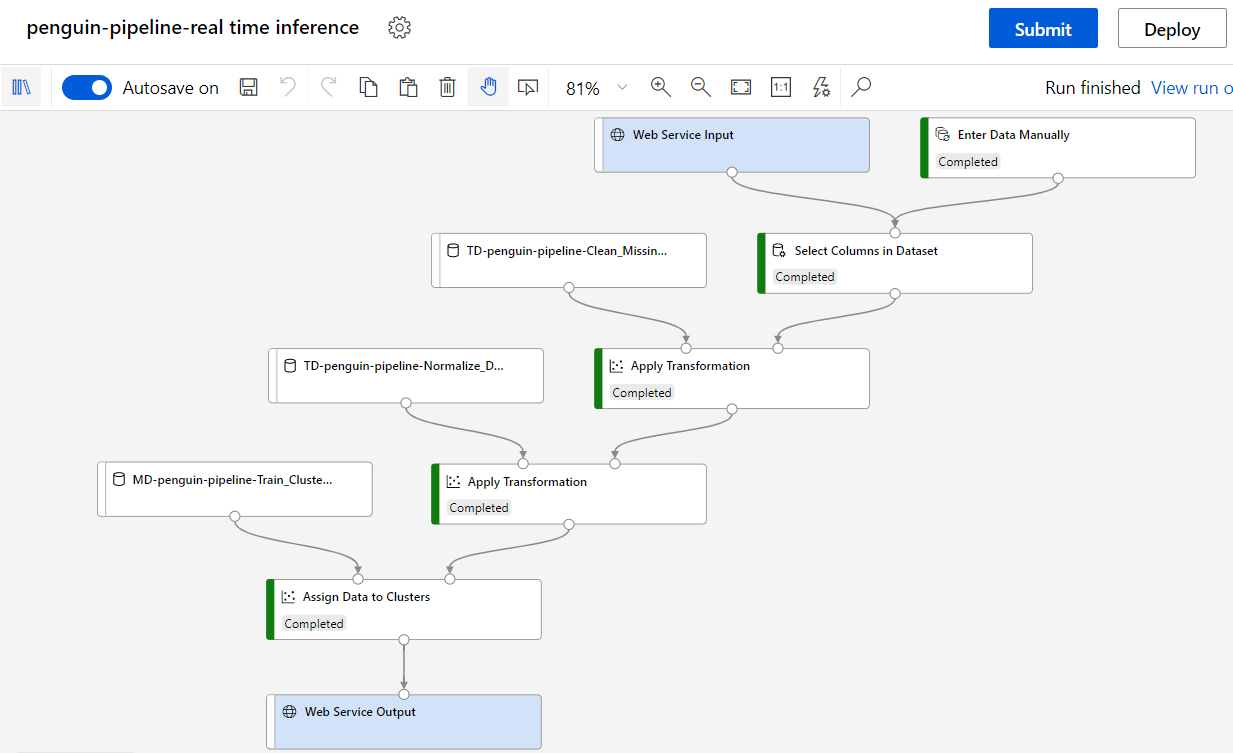 penguin-pipeline-real time inference
Submit
Deploy
Autosave on
81%
1:1
Run finished
View run o
Web Service Input
Enter Data Manually
Completed
TD-penguin-pipeline-Clean_Missin...
Select Columns in Dataset
Completed
TD-penguin-pipeline-Normalize_D...
Apply Transformation
Completed
MD-penguin-pipeline-Train_Cluste...
Apply Transformation
Completed
Assign Data to Clusters
Completed
Web Service Output